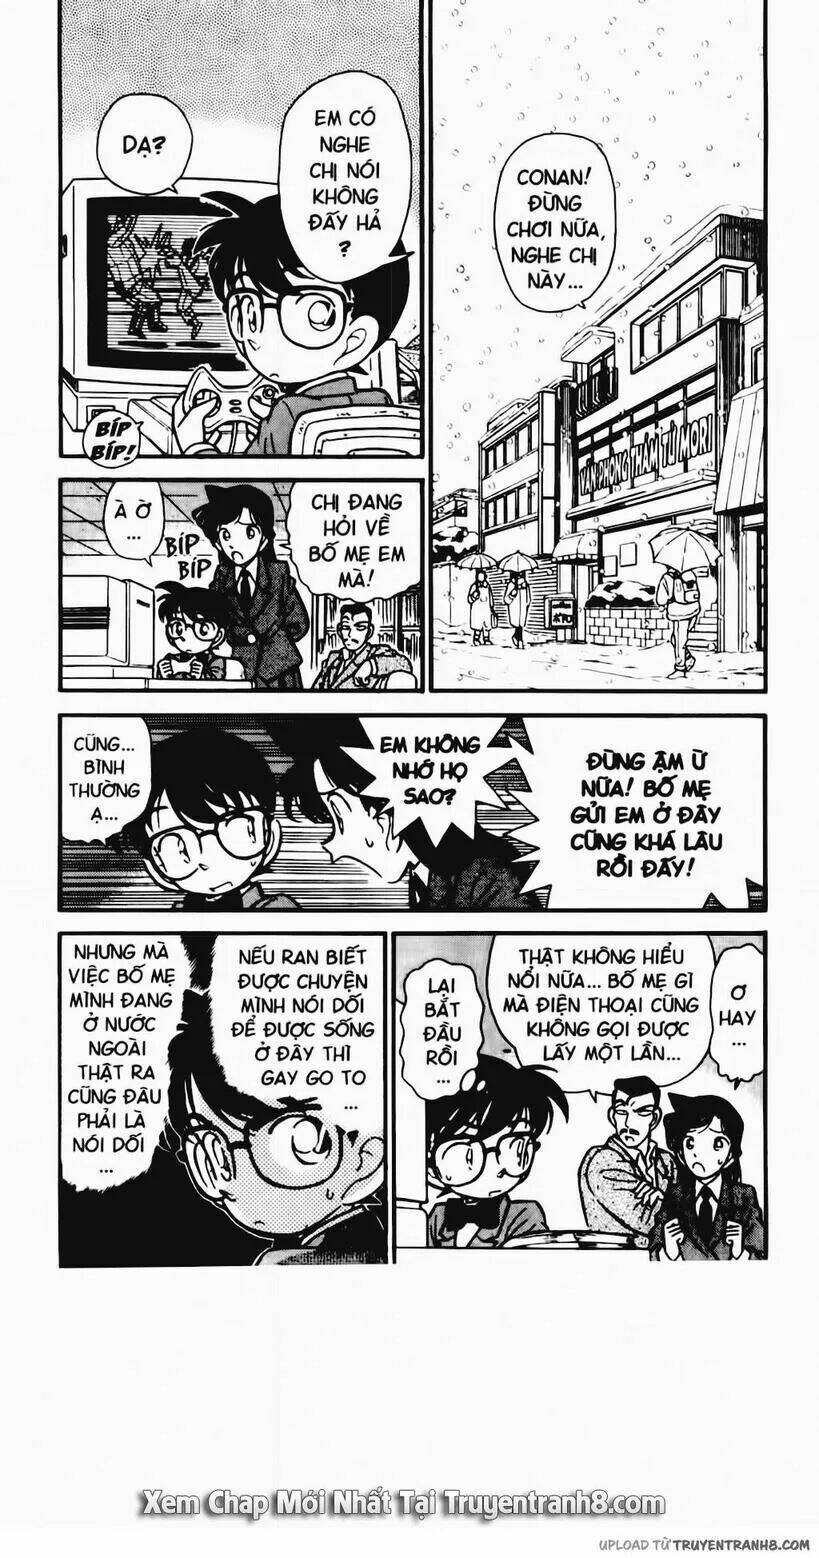 CONAN!
ĐỪNG
CHƠI NỮA,
NGHE CHỊ
NÀY...
VĂN PHÒNG THÁM TỬ MORI
EM CÓ
NGHE
CHỊ NÓI
KHÔNG
ĐẤY HẢ
?
DẠ?
BÍP
BÍP!
CHỊ ĐANG
HỎI VỀ
BỐ MẸ EM
MÀ!
À Ờ
...
BÍP
BÍP
ĐỪNG ẬM Ừ
NỮA! BỐ MẸ
GỬI EM Ở ĐÂY
CŨNG KHÁ LÂU
RỒI ĐẤY!
EM KHÔNG
NHỚ HỌ
SAO?
CŨNG...
BÌNH
THƯỜNG
Ạ...
Ơ
HAY
...
THẬT KHÔNG HIỂU
NỔI NỮA... BỐ MẸ GÌ
MÀ ĐIỆN THOẠI CŨNG
KHÔNG GỌI ĐƯỢC
LẤY MỘT LẦN...
LẠI
BẮT
ĐẦU
RỒI
...
NẾU RAN BIẾT
ĐƯỢC CHUYỆN
MÌNH NÓI DỐI
ĐỂ ĐƯỢC SỐNG
Ở ĐÂY THÌ
GAY GO TO
...
NHƯNG MÀ
VIỆC BỐ MẸ
MÌNH ĐANG
Ở NƯỚC
NGOÀI
THẬT RA
CŨNG ĐÂU
PHẢI LÀ
NÓI DỐI
...
Xem Chap Mới Nhất Tại Truyentranh8.com
UPLOAD TỪ TRUYENTRANH8.COM